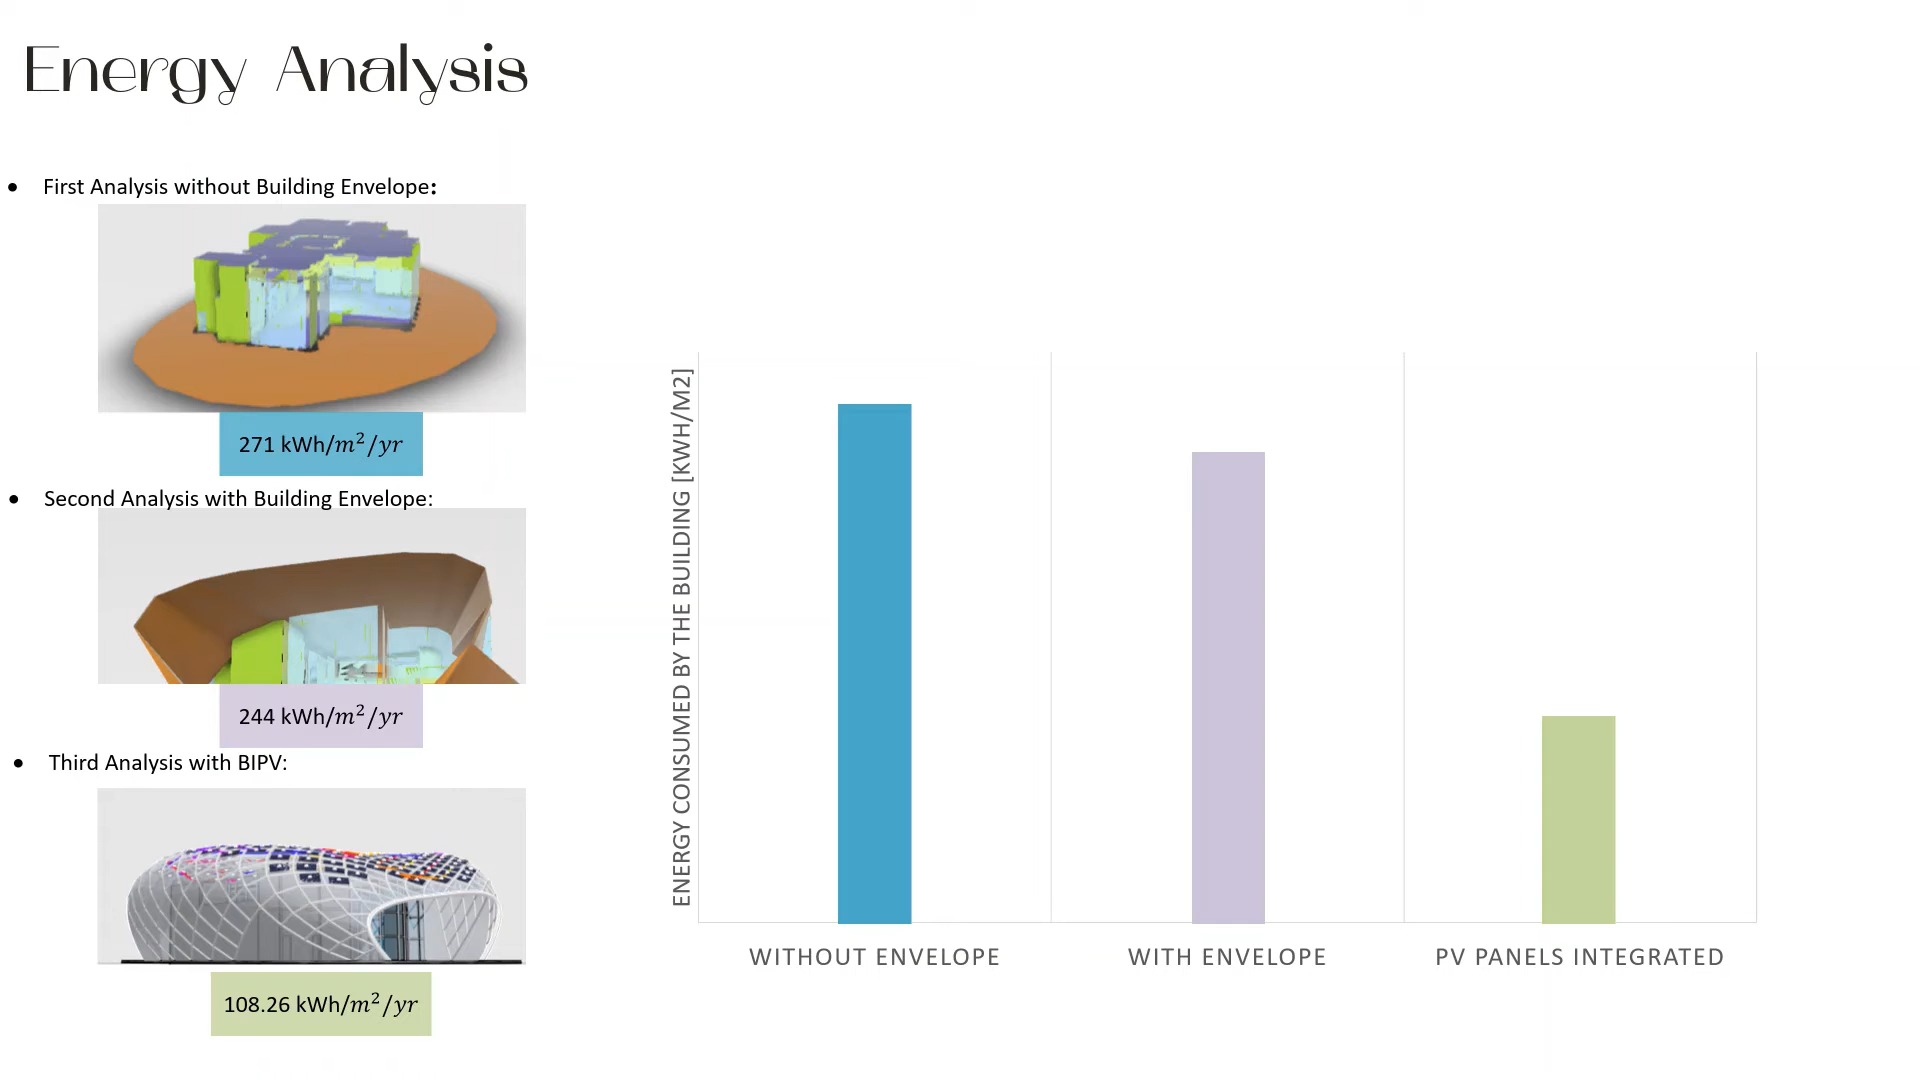 Energy Analysis
• First Analysis without Building Envelope:
271 kWh/m²/yr
• Second Analysis with Building Envelope:
244 kWh/m²/yr
• Third Analysis with BIPV:
108.26 kWh/m²/yr
ENERGY CONSUMED BY THE BUILDING [KWH/M2]
WITHOUT ENVELOPE
WITH ENVELOPE
PV PANELS INTEGRATED